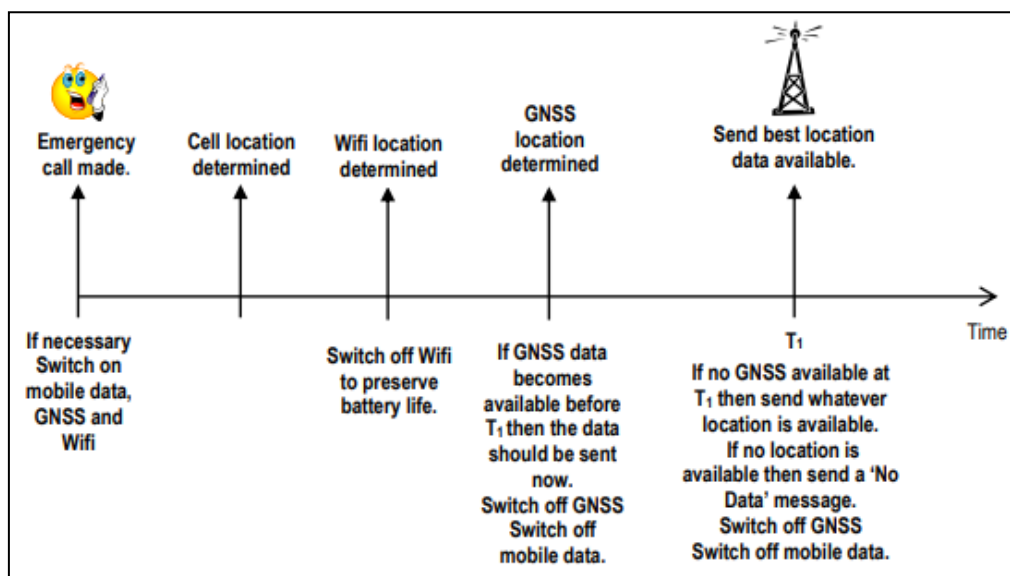 Emergency
call made.
Cell location
determined
Wifi location
determined
GNSS
location
determined
Send best location
data available.
Time
If necessary
Switch on
mobile data,
GNSS and
Wifi
Switch off Wifi
to preserve
battery life.
If GNSS data
becomes
available before
T₁ then the data
should be sent
now.
Switch off GNSS
Switch off
mobile data.
T₁
If no GNSS available at
T₁ then send whatever
location is available.
If no location is
available then send a ‘No
Data’ message.
Switch off GNSS
Switch off mobile data.